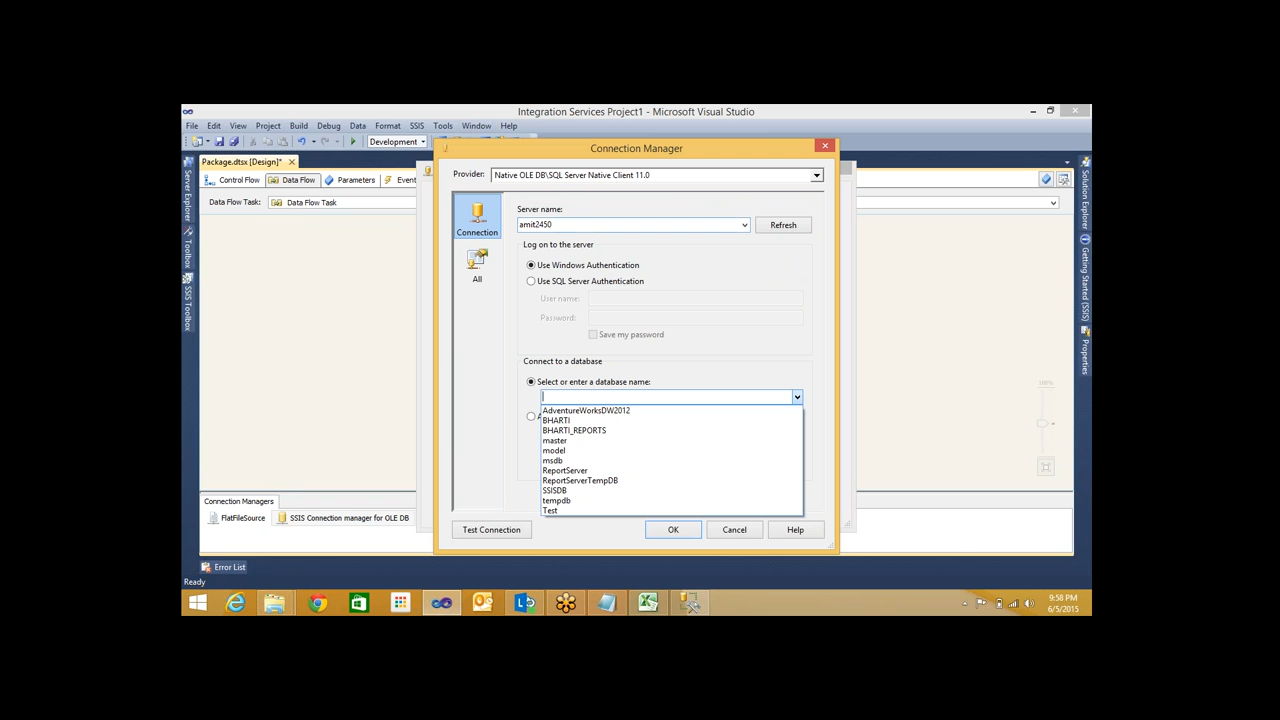 Integration Services Project1 - Microsoft Visual Studio
File Edit View Project Build Debug Data Format SSIS Tools Window Help
Development
Package.dtsx [Design]*
Control Flow Data Flow Parameters Event
Data Flow Task: Data Flow Task
Server Explorer
Toolbox
SSIS Toolbox
Connection Manager
Provider: Native OLE DB\SQL Server Native Client 11.0
Connection
All
Server name:
amit2450 Refresh
Log on to the server
Use Windows Authentication
Use SQL Server Authentication
User name:
Password:
Save my password
Connect to a database
Select or enter a database name:
AdventureWorksDW2012
BHARTI
BHARTI_REPORTS
master
model
msdb
ReportServer
ReportServerTempDB
SSISDB
tempdb
Test
Test Connection OK Cancel Help
Solution Explorer
Getting Started (SSIS)
Properties
100%
Connection Managers
FlatFileSource SSIS Connection manager for OLE DB
Error List
Ready
9:58 PM
6/5/2015